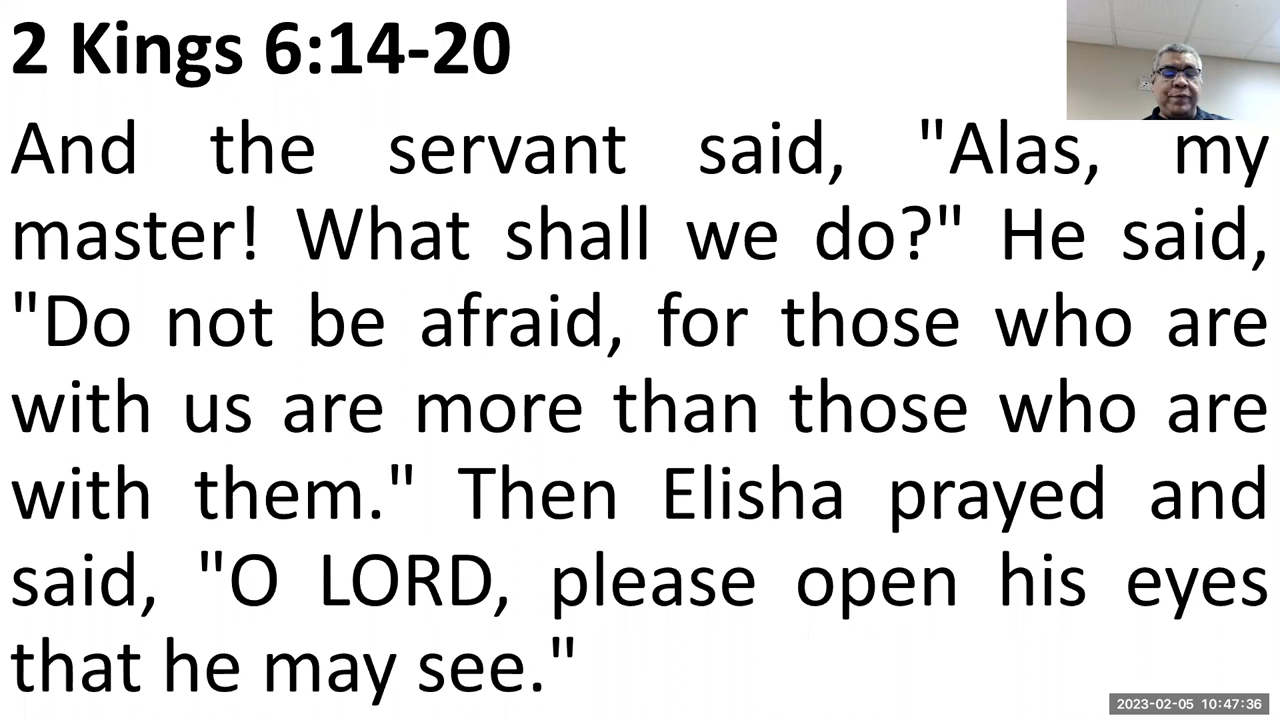 2 Kings 6:14-20
And the servant said, "Alas, my
master! What shall we do?" He said,
"Do not be afraid, for those who are
with us are more than those who are
with them." Then Elisha prayed and
said, "O LORD, please open his eyes
that he may see."
2023-02-05 10:47:36